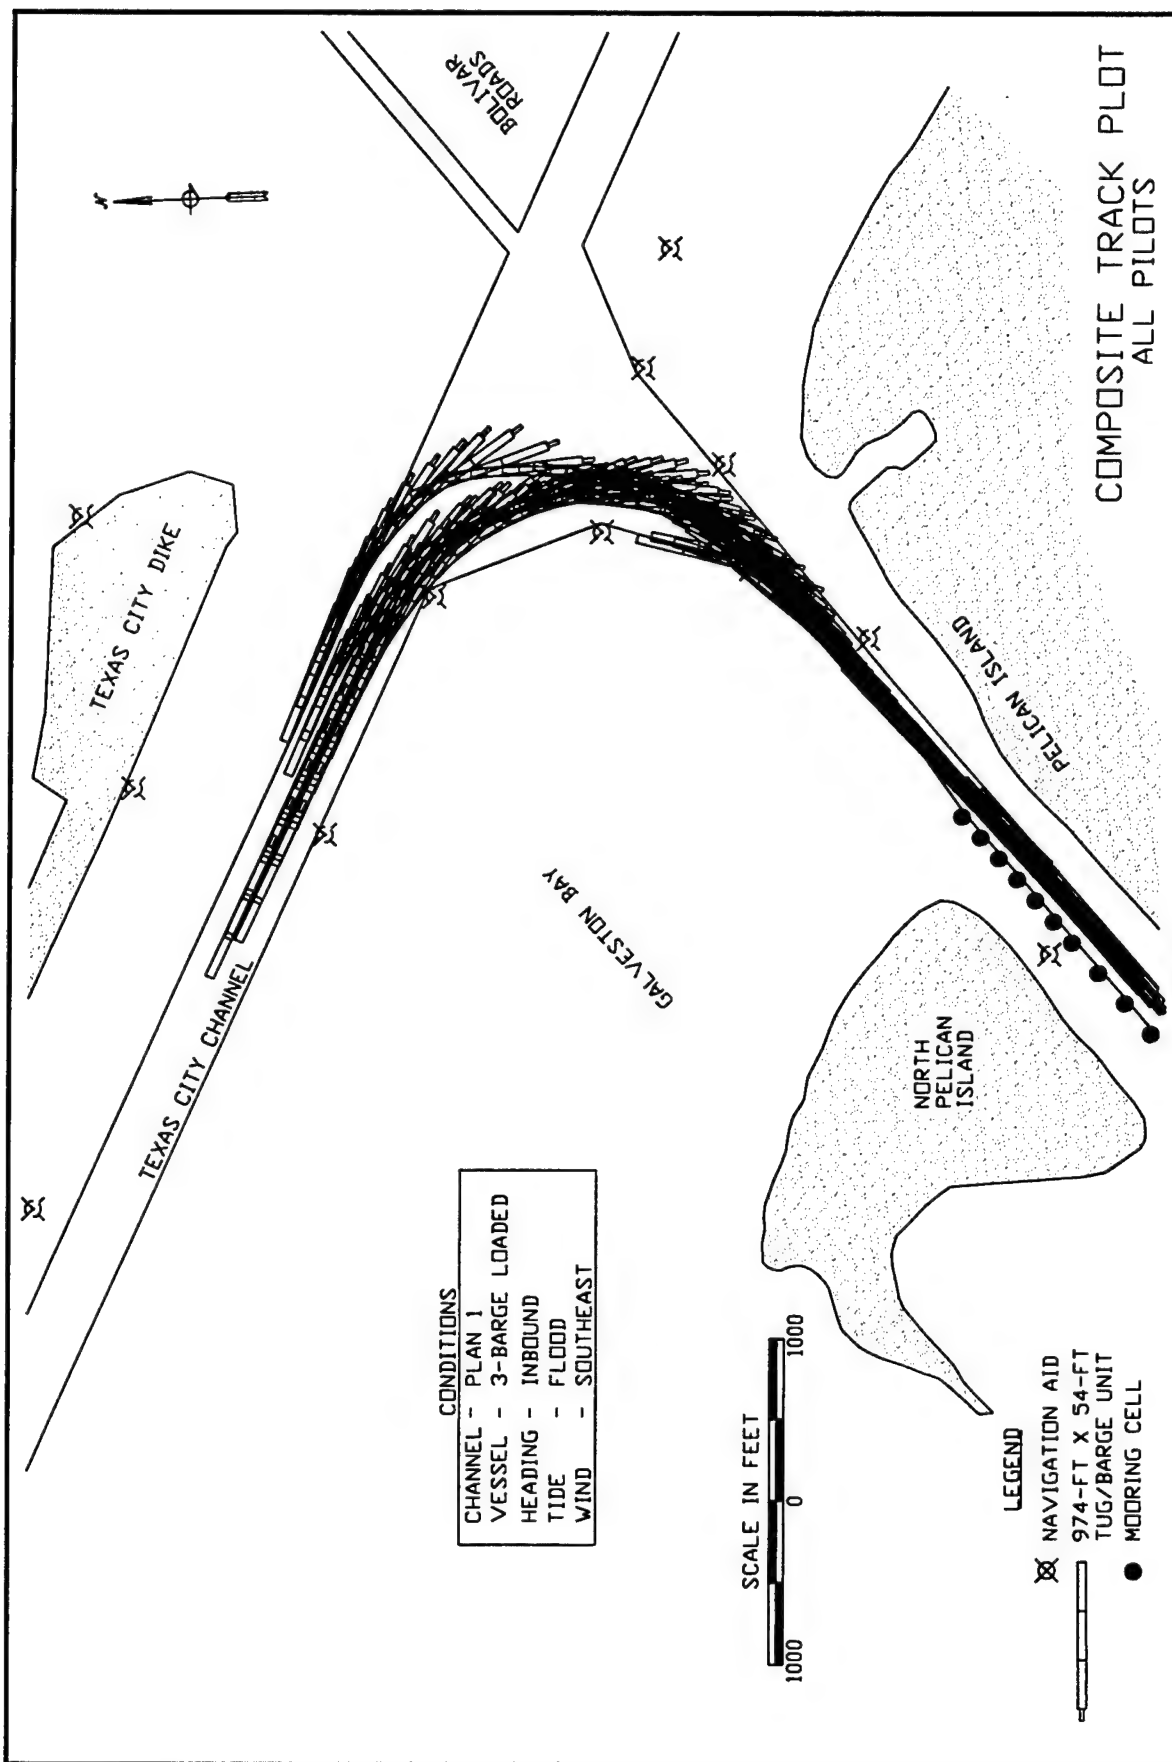 N
BOLIVAR
ROADS
TEXAS CITY DIKE
TEXAS CITY CHANNEL
GALVESTON BAY
PELICAN ISLAND
NORTH
PELICAN
ISLAND
CONDITIONS
CHANNEL - PLAN 1
VESSEL - 3-BARGE LOADED
HEADING - INBOUND
TIDE - FLOOD
WIND - SOUTHEAST
SCALE IN FEET
1000 0 1000
LEGEND
NAVIGATION AID
974-FT X 54-FT
TUG/BARGE UNIT
MOORING CELL
COMPOSITE TRACK PLOT
ALL PILOTS